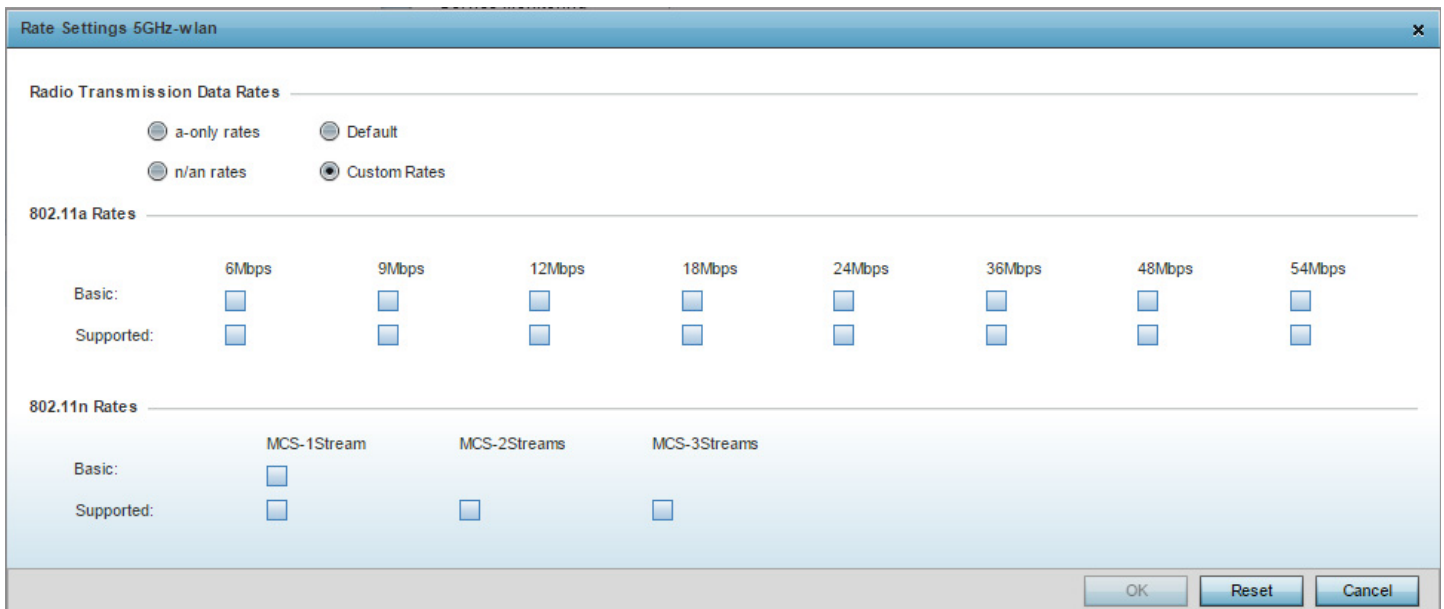 Rate Settings 5GHz-wlan
Radio Transmission Data Rates
a-only rates Default
n/an rates Custom Rates
802.11a Rates
6Mbps 9Mbps 12Mbps 18Mbps 24Mbps 36Mbps 48Mbps 54Mbps
Basic:
Supported:
802.11n Rates
MCS-1Stream MCS-2Streams MCS-3Streams
Basic:
Supported:
OK Reset Cancel